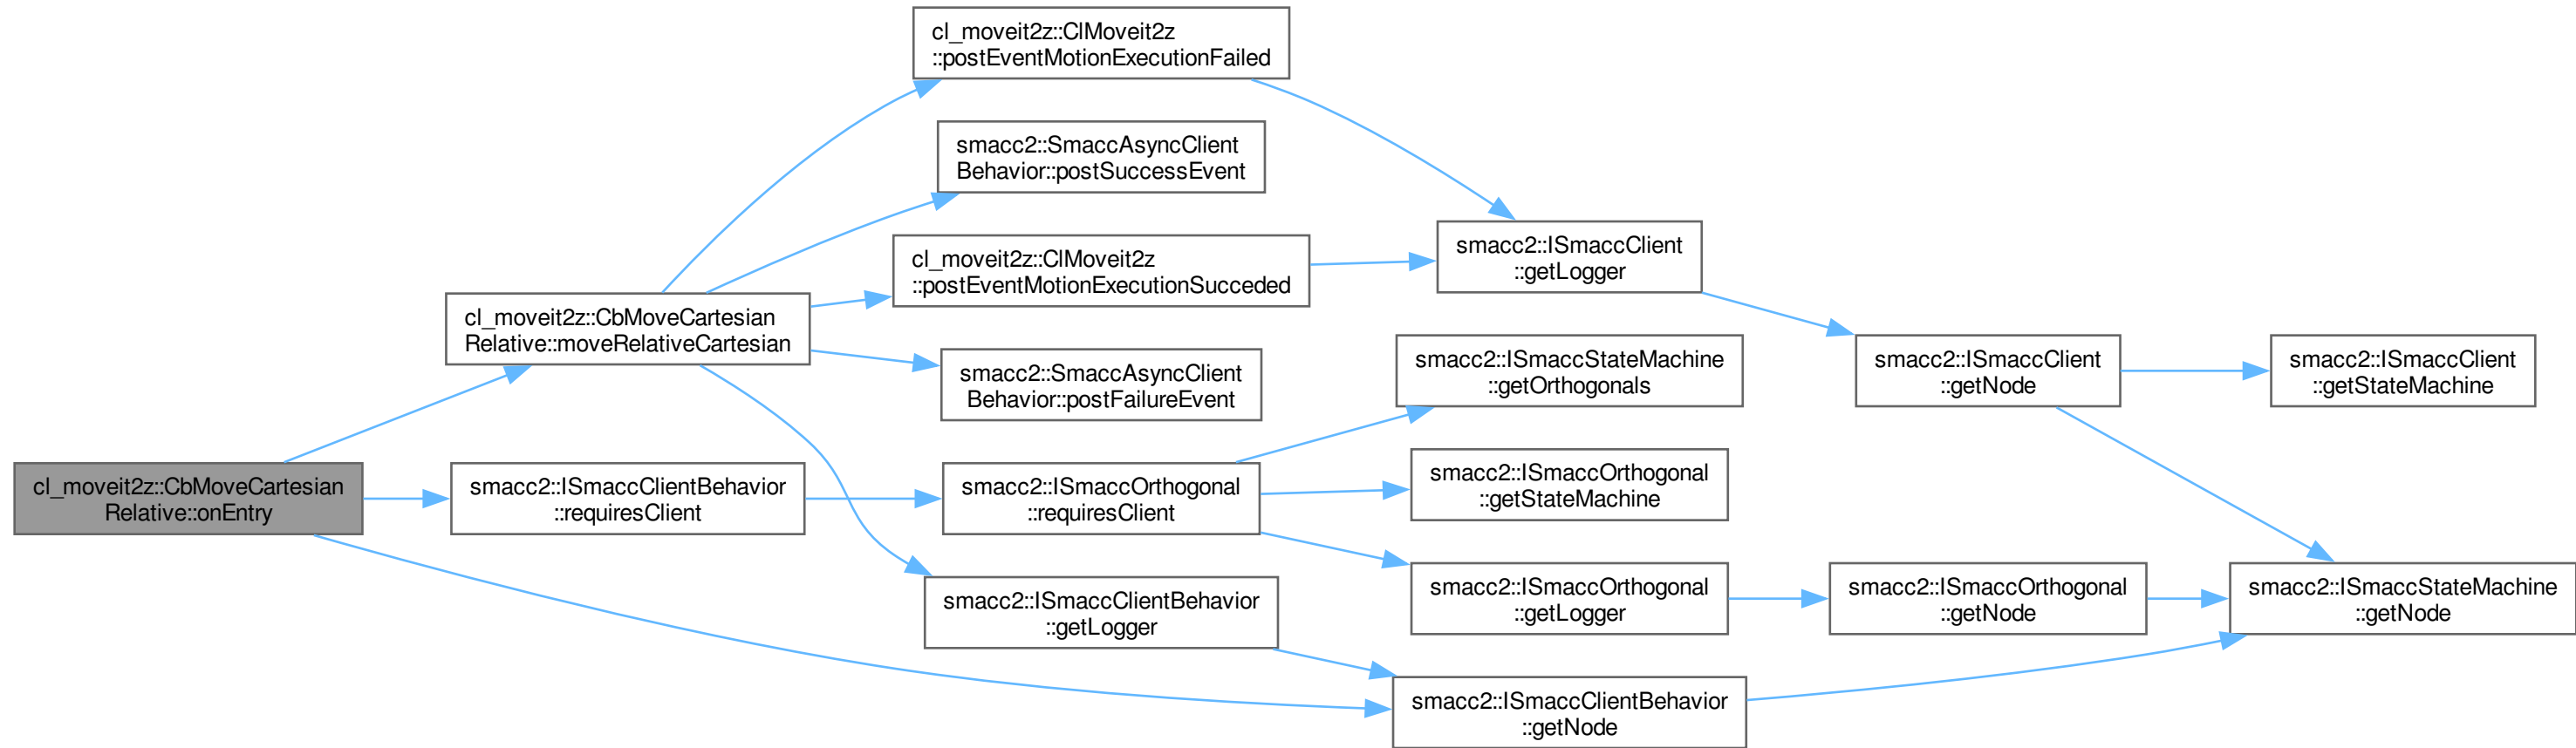 cl_moveit2z::ClMoveit2z
::postEventMotionExecutionFailed
smacc2::SmaccAsyncClient
Behavior::postSuccessEvent
cl_moveit2z::ClMoveit2z
::postEventMotionExecutionSucceded
smacc2::ISmaccClient
::getLogger
cl_moveit2z::CbMoveCartesian
Relative::moveRelativeCartesian
smacc2::SmaccAsyncClient
Behavior::postFailureEvent
smacc2::ISmaccStateMachine
::getOrthogonals
smacc2::ISmaccClient
::getNode
smacc2::ISmaccClient
::getStateMachine
cl_moveit2z::CbMoveCartesian
Relative::onEntry
smacc2::ISmaccClientBehavior
::requiresClient
smacc2::ISmaccOrthogonal
::requiresClient
smacc2::ISmaccOrthogonal
::getStateMachine
smacc2::ISmaccClientBehavior
::getLogger
smacc2::ISmaccOrthogonal
::getLogger
smacc2::ISmaccOrthogonal
::getNode
smacc2::ISmaccStateMachine
::getNode
smacc2::ISmaccClientBehavior
::getNode